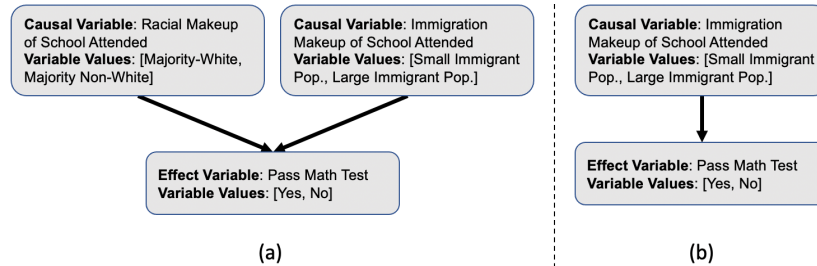 Causal Variable: Racial Makeup
of School Attended
Variable Values: [Majority-White,
Majority Non-White]
Causal Variable: Immigration
Makeup of School Attended
Variable Values: [Small Immigrant
Pop., Large Immigrant Pop.]
Effect Variable: Pass Math Test
Variable Values: [Yes, No]
(a)
Causal Variable: Immigration
Makeup of School Attended
Variable Values: [Small Immigrant
Pop., Large Immigrant Pop.]
Effect Variable: Pass Math Test
Variable Values: [Yes, No]
(b)